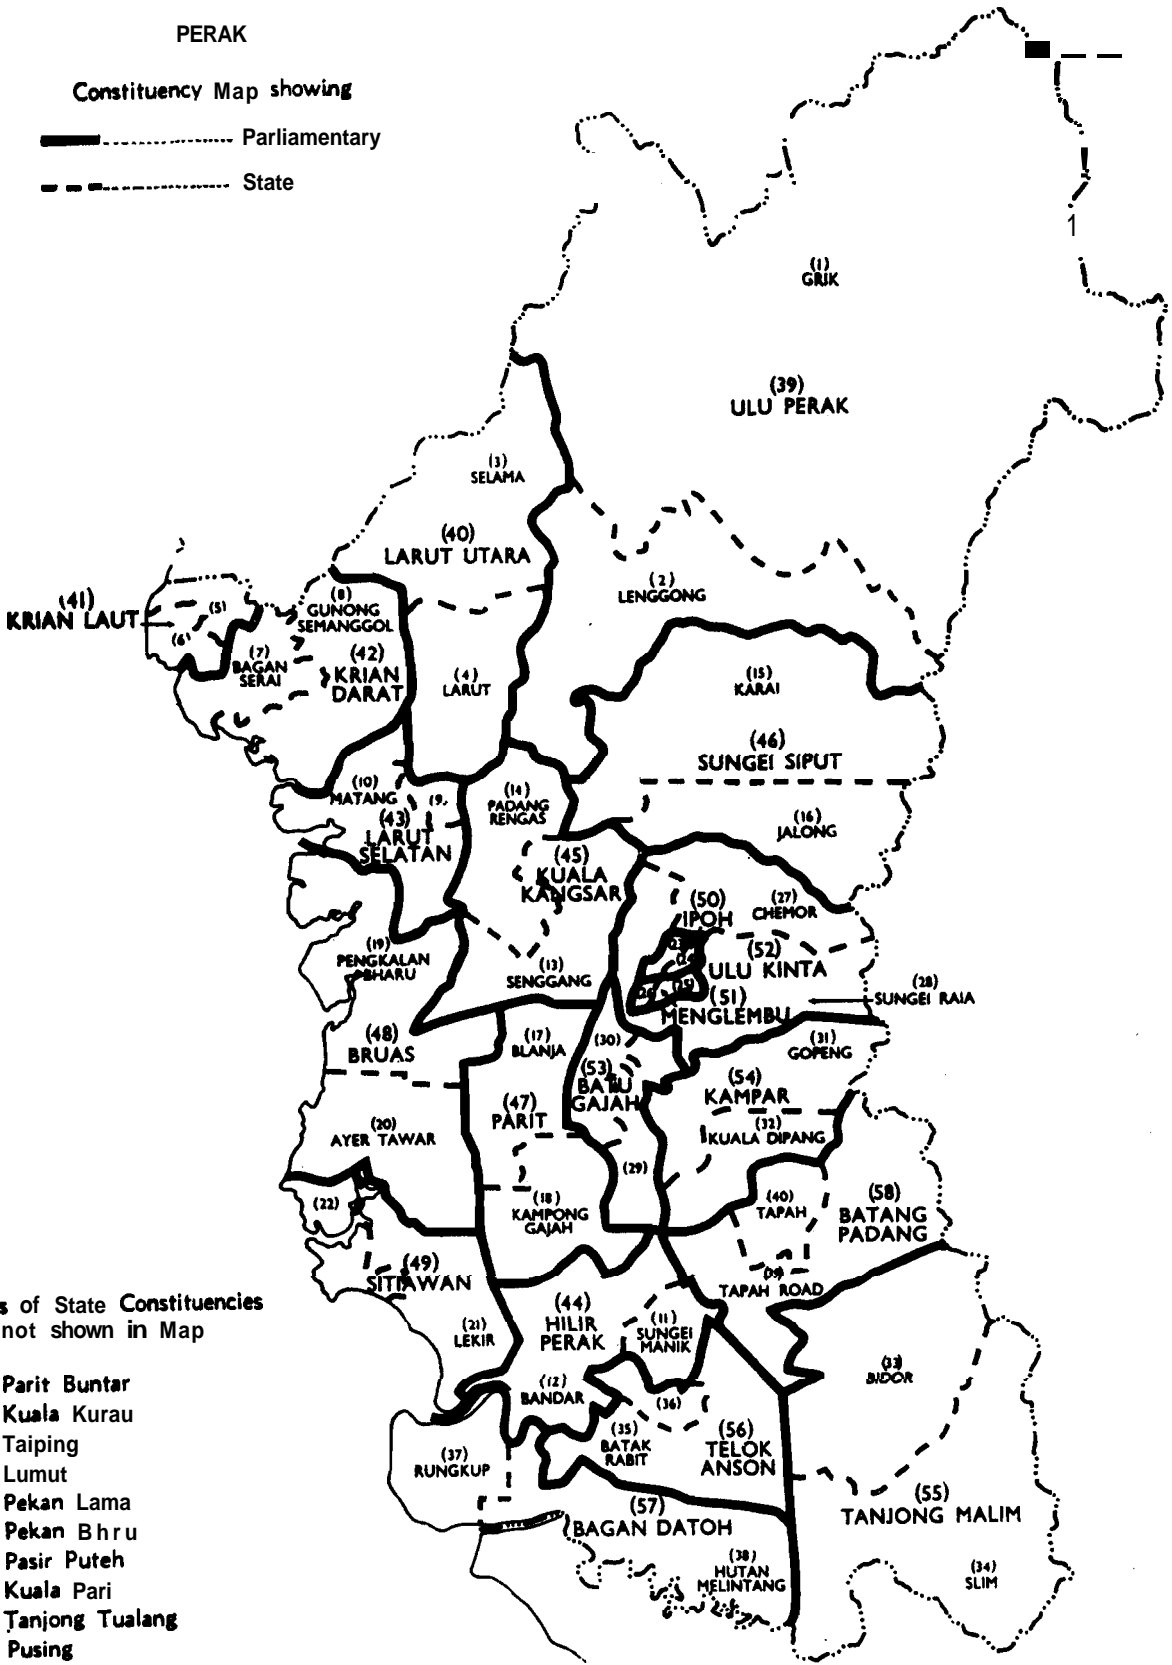 PERAK
Constituency Map showing
Parliamentary
State
1
(1)
GRIK
(39)
ULU PERAK
(3)
SELAMA
(40)
LARUT UTARA
(2)
LENGGONG
(41)
KRIAN LAUT
(5)
(6)
(7)
BAGAN
SERAI
(8)
GUNONG
SEMANGGOL
(42)
KRIAN
DARAT
(4)
LARUT
(15)
KARAI
(46)
SUNGEI SIPUT
(10)
MATANG
(9)
(43)
LARUT
SELATAN
(14)
PADANG
RENGAS
(16)
JALONG
(45)
KUALA
KANGSAR
(50)
IPOH
(27)
CHEMOR
(23)
(24)
(52)
ULU KINTA
(19)
PENGKALAN
BHARU
(13)
SENGGANG
(25)
(26)
(51)
MENGLEMBU
(28)
SUNGEI RAIA
(48)
BRUAS
(17)
BLANJA
(30)
(31)
GOPENG
(53)
BATU
GAJAH
(54)
KAMPAR
(47)
PARIT
(20)
AYER TAWAR
(32)
KUALA DIPANG
(29)
(22)
(18)
KAMPONG
GAJAH
(40)
TAPAH
(58)
BATANG
PADANG
(49)
SITIAWAN
(39)
TAPAH ROAD
(44)
HILIR
PERAK
(11)
SUNGEI
MANIK
(21)
LEKIR
(33)
BIDOR
(12)
BANDAR
(36)
(35)
BATAK
RABIT
(56)
TELOK
ANSON
(37)
RUNGKUP
(55)
TANJONG MALIM
(57)
BAGAN DATOH
(38)
HUTAN
MELINTANG
(34)
SLIM
s of State Constituencies
not shown in Map
Parit Buntar
Kuala Kurau
Taiping
Lumut
Pekan Lama
Pekan Bhru
Pasir Puteh
Kuala Pari
Tanjong Tualang
Pusing